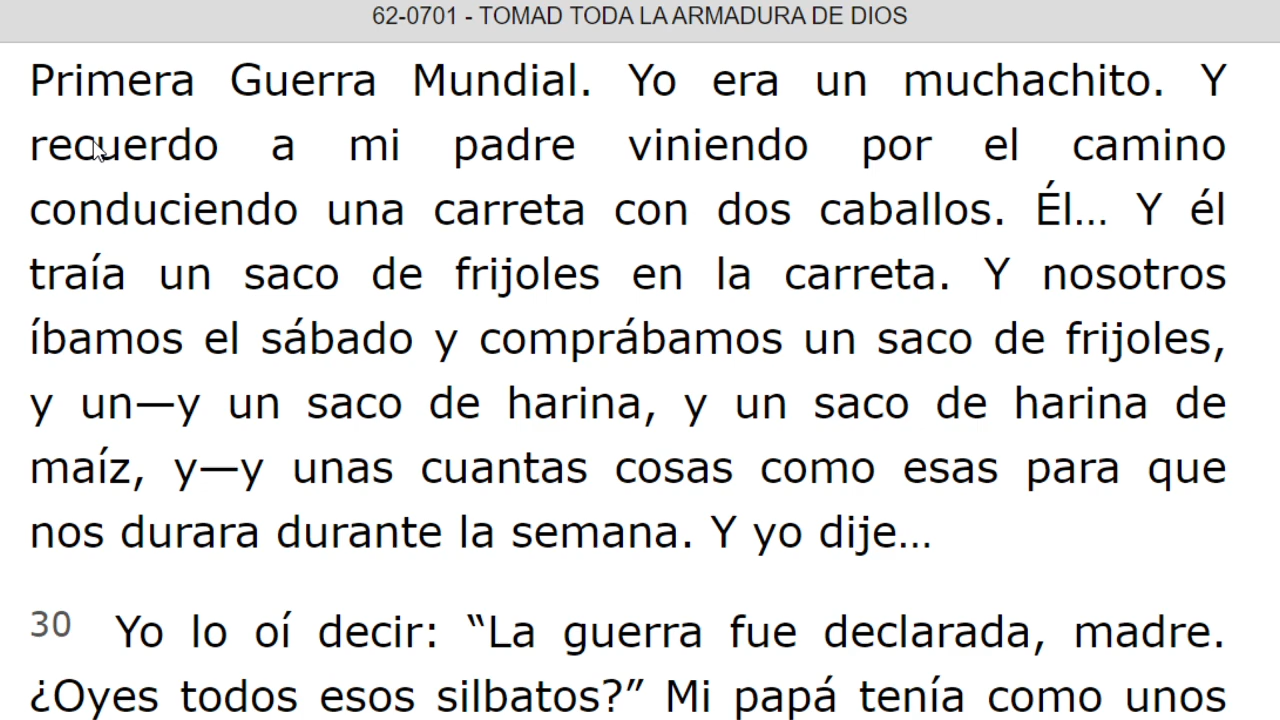 62-0701 - TOMAD TODA LA ARMADURA DE DIOS
Primera Guerra Mundial. Yo era un muchachito. Y
recuerdo a mi padre viniendo por el camino
conduciendo una carreta con dos caballos. Él… Y él
traía un saco de frijoles en la carreta. Y nosotros
íbamos el sábado y comprábamos un saco de frijoles,
y un—y un saco de harina, y un saco de harina de
maíz, y—y unas cuantas cosas como esas para que
nos durara durante la semana. Y yo dije…
30 Yo lo oí decir: “La guerra fue declarada, madre.
¿Oyes todos esos silbatos?” Mi papá tenía como unos